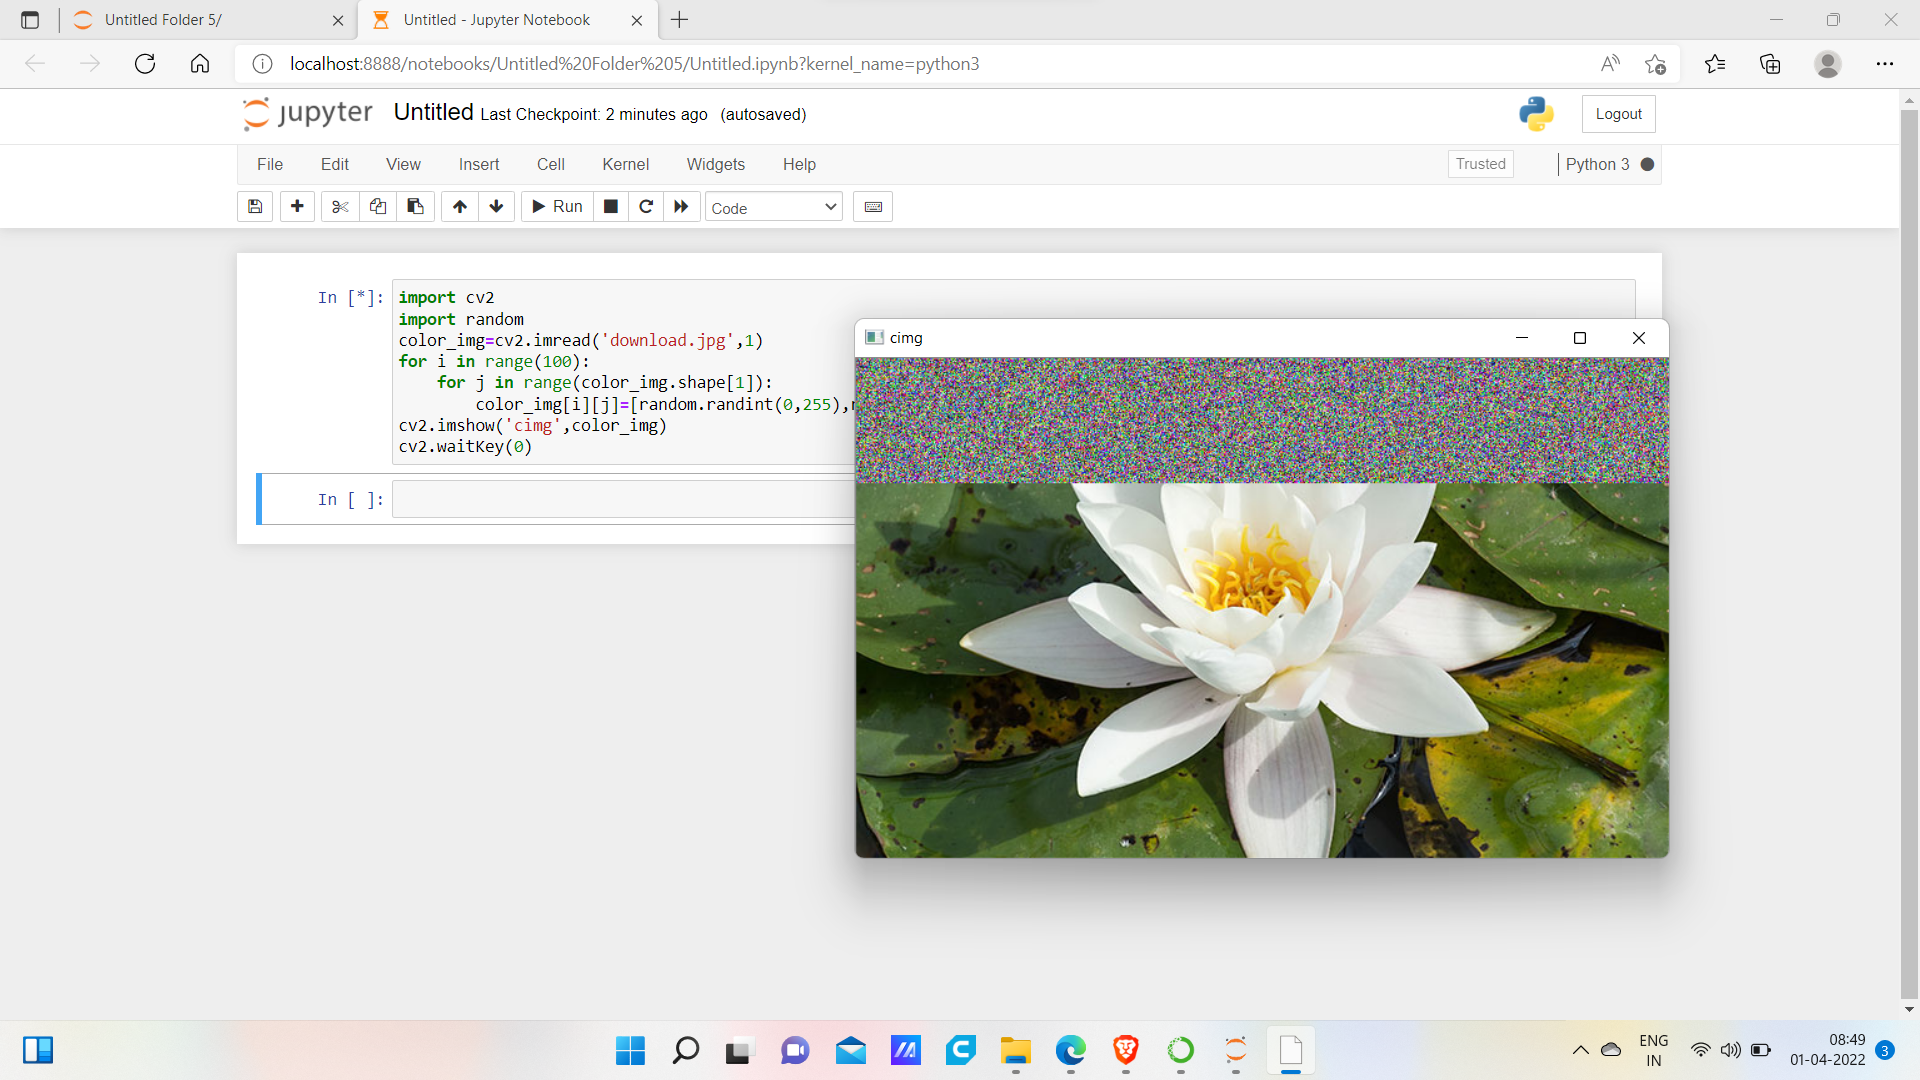 Untitled Folder 5/
Untitled - Jupyter Notebook
localhost:8888/notebooks/Untitled%20Folder%205/Untitled.ipynb?kernel_name=python3
jupyter Untitled Last Checkpoint: 2 minutes ago (autosaved)
Logout
File Edit View Insert Cell Kernel Widgets Help
Trusted
Python 3
Run
Code
In [*]:
import cv2
import random
color_img=cv2.imread('download.jpg',1)
for i in range(100):
for j in range(color_img.shape[1]):
color_img[i][j]=[random.randint(0,255),
cv2.imshow('cimg',color_img)
cv2.waitKey(0)
In [ ]:
cimg
ENG
IN
08:49
01-04-2022
3